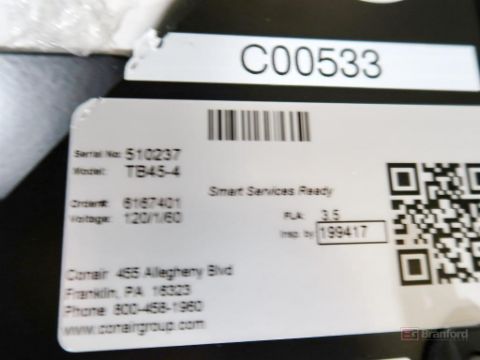 C00533
Serial No: 510237
Model: TB45-4
Smart Services Ready
Order#: 6167401
Voltage: 120/1/60
FLA: 3.5
Insp. by 199417
Conair 455 Allegheny Blvd
Franklin, PA 16323
Phone 800-458-1960
www.conairgroup.com
Branford